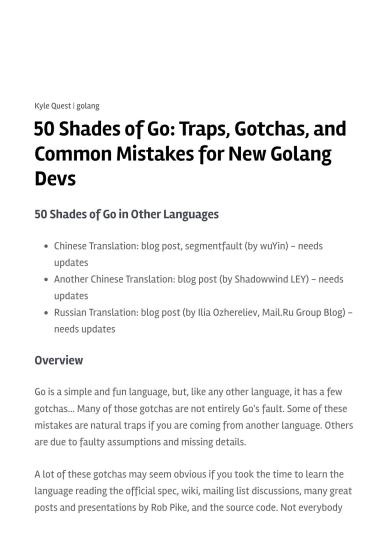 Kyle Quest | golang
50 Shades of Go: Traps, Gotchas, and
Common Mistakes for New Golang
Devs
50 Shades of Go in Other Languages
• Chinese Translation: blog post, segmentfault (by wuYin) – needs
updates
• Another Chinese Translation: blog post (by Shadowwind LEY) – needs
updates
• Russian Translation: blog post (by Ilia Ozhereliev, Mail.Ru Group Blog) –
needs updates
Overview
Go is a simple and fun language, but, like any other language, it has a few
gotchas... Many of those gotchas are not entirely Go's fault. Some of these
mistakes are natural traps if you are coming from another language. Others
are due to faulty assumptions and missing details.
A lot of these gotchas may seem obvious if you took the time to learn the
language reading the official spec, wiki, mailing list discussions, many great
posts and presentations by Rob Pike, and the source code. Not everybody